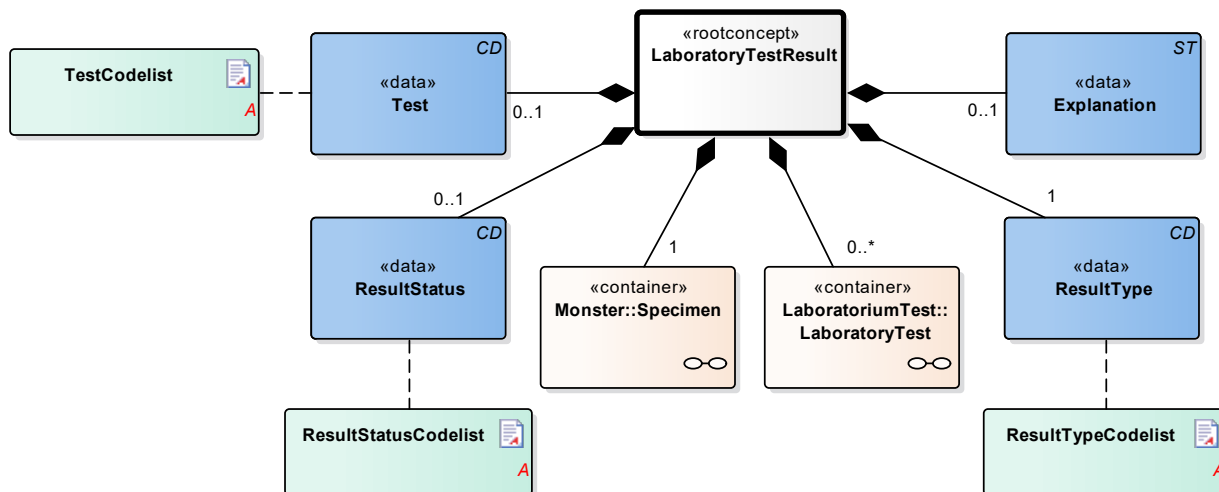 «rootconcept»
LaboratoryTestResult
CD
«data»
Test
0..1
TestCodelist
A
ST
«data»
Explanation
0..1
0..1
CD
«data»
ResultStatus
1
«container»
Monster::Specimen
0..*
«container»
LaboratoriumTest::
LaboratoryTest
1
CD
«data»
ResultType
ResultStatusCodelist
A
ResultTypeCodelist
A